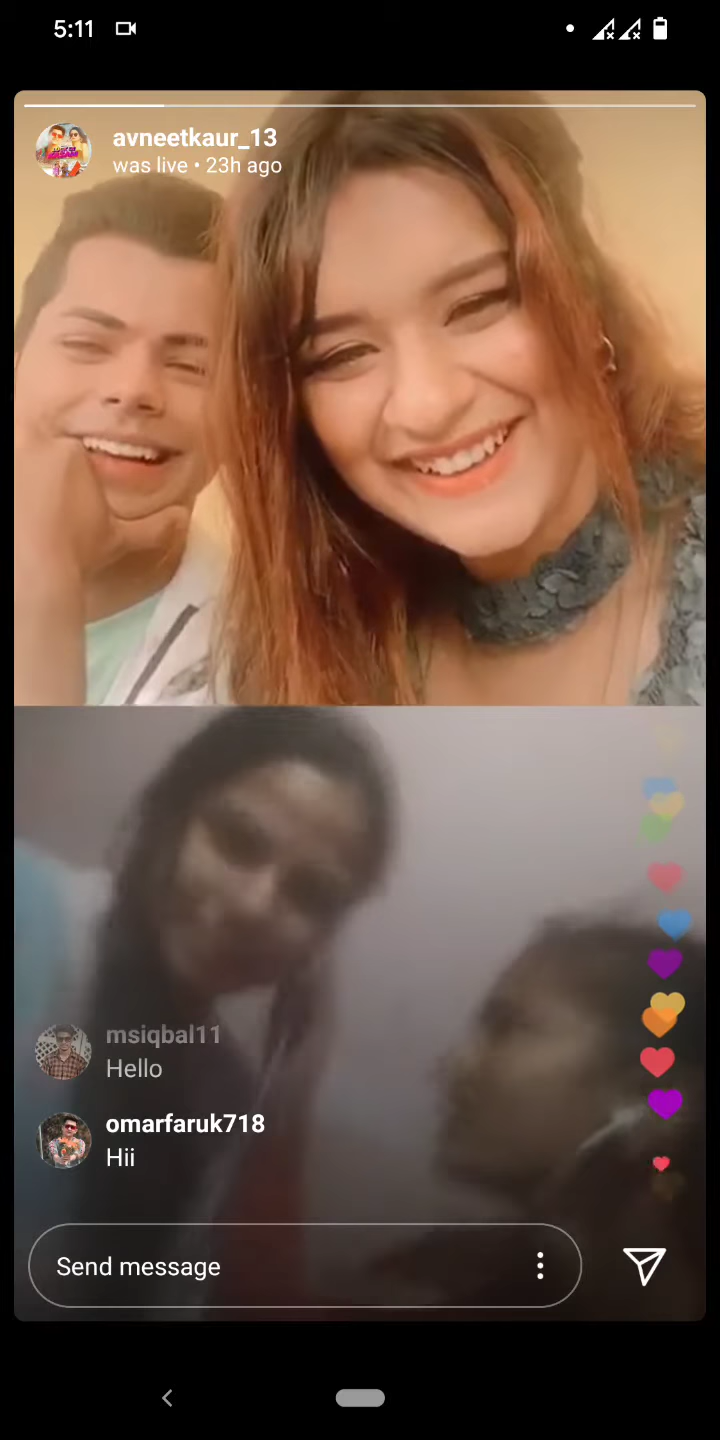 5:11
avneetkaur_13
was live • 23h ago
msiqbal11
Hello
omarfaruk718
Hii
Send message